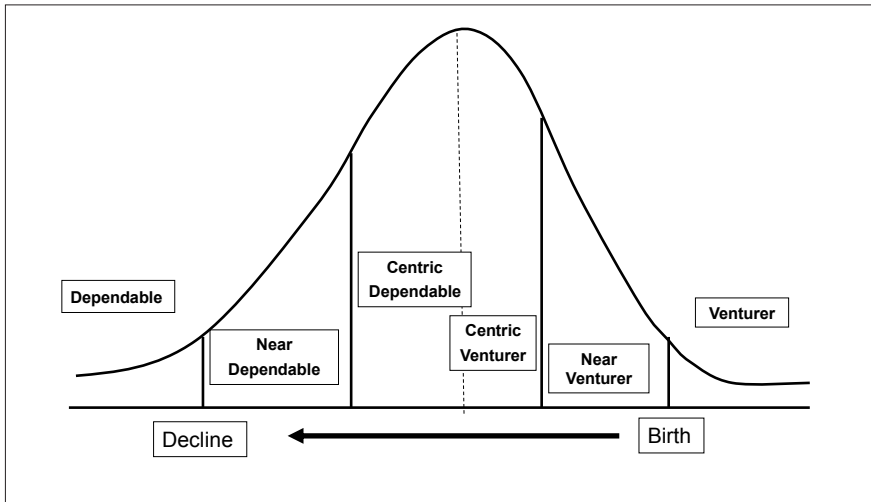 Dependable
Near
Dependable
Centric
Dependable
Centric
Venturer
Near
Venturer
Venturer
Decline
Birth